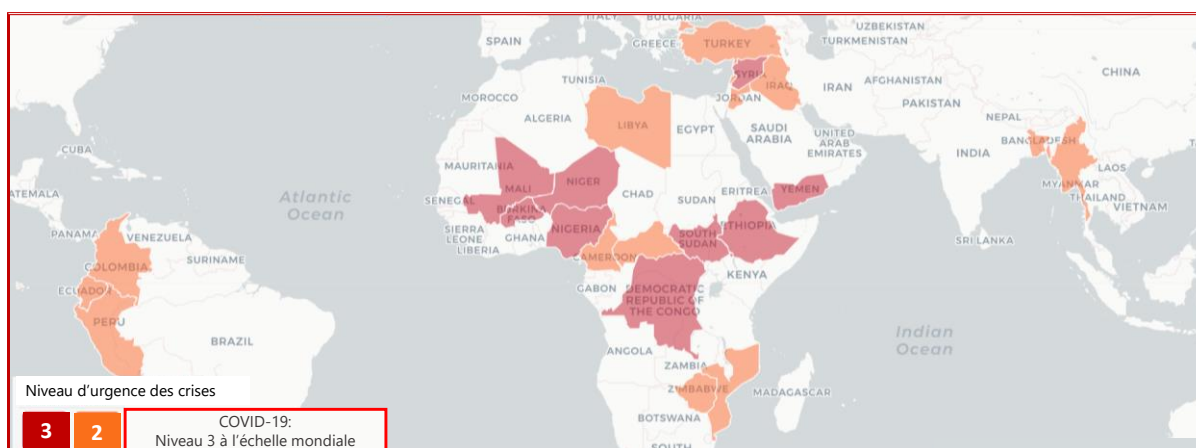 ITALY
BULGARIA
UZBEKISTAN
SPAIN
GREECE
TURKEY
TURKMENISTAN
TUNISIA
SYRIA
CHINA
MOROCCO
JORDAN
IRAQ
IRAN
AFGHANISTAN
ALGERIA
LIBYA
EGYPT
PAKISTAN
SAUDI
ARABIA
UNITED
ARAB
EMIRATES
NEPAL
BANGLADESH
CUBA
INDIA
MAURITANIA
LAOS
ATEMALA
Atlantic
Ocean
MALI
NIGER
CHAD
SUDAN
ERITREA
YEMEN
MYANMAR
THAILAND
VIETNAM
SENEGAL
BURKINA
FASO
NIGERIA
ETHIOPIA
PANAMA
VENEZUELA
SIERRA
LEONE
GHANA
LIBERIA
SOUTH
SUDAN
SRI LANKA
COLOMBIA
SURINAME
CAMEROON
KENYA
ECUADOR
GABON
DEMOCRATIC
REPUBLIC OF
THE CONGO
PERU
BRAZIL
Indian
Ocean
ANGOLA
ZAMBIA
ZIMBABWE
MADAGASCAR
BOTSWANA
SOUTH
Niveau d'urgence des crises
3 2
COVID-19:
Niveau 3 à l'échelle mondiale